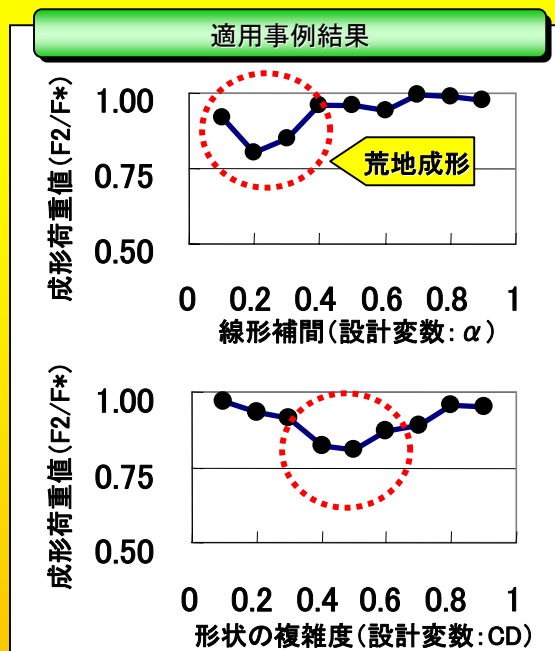 適用事例結果
成形荷重値(F2/F*)
1.00
0.75
0.50
荒地成形
0 0.2 0.4 0.6 0.8 1
線形補間(設計変数:α)
成形荷重値(F2/F*)
1.00
0.75
0.50
0 0.2 0.4 0.6 0.8 1
形状の複雑度(設計変数:CD)